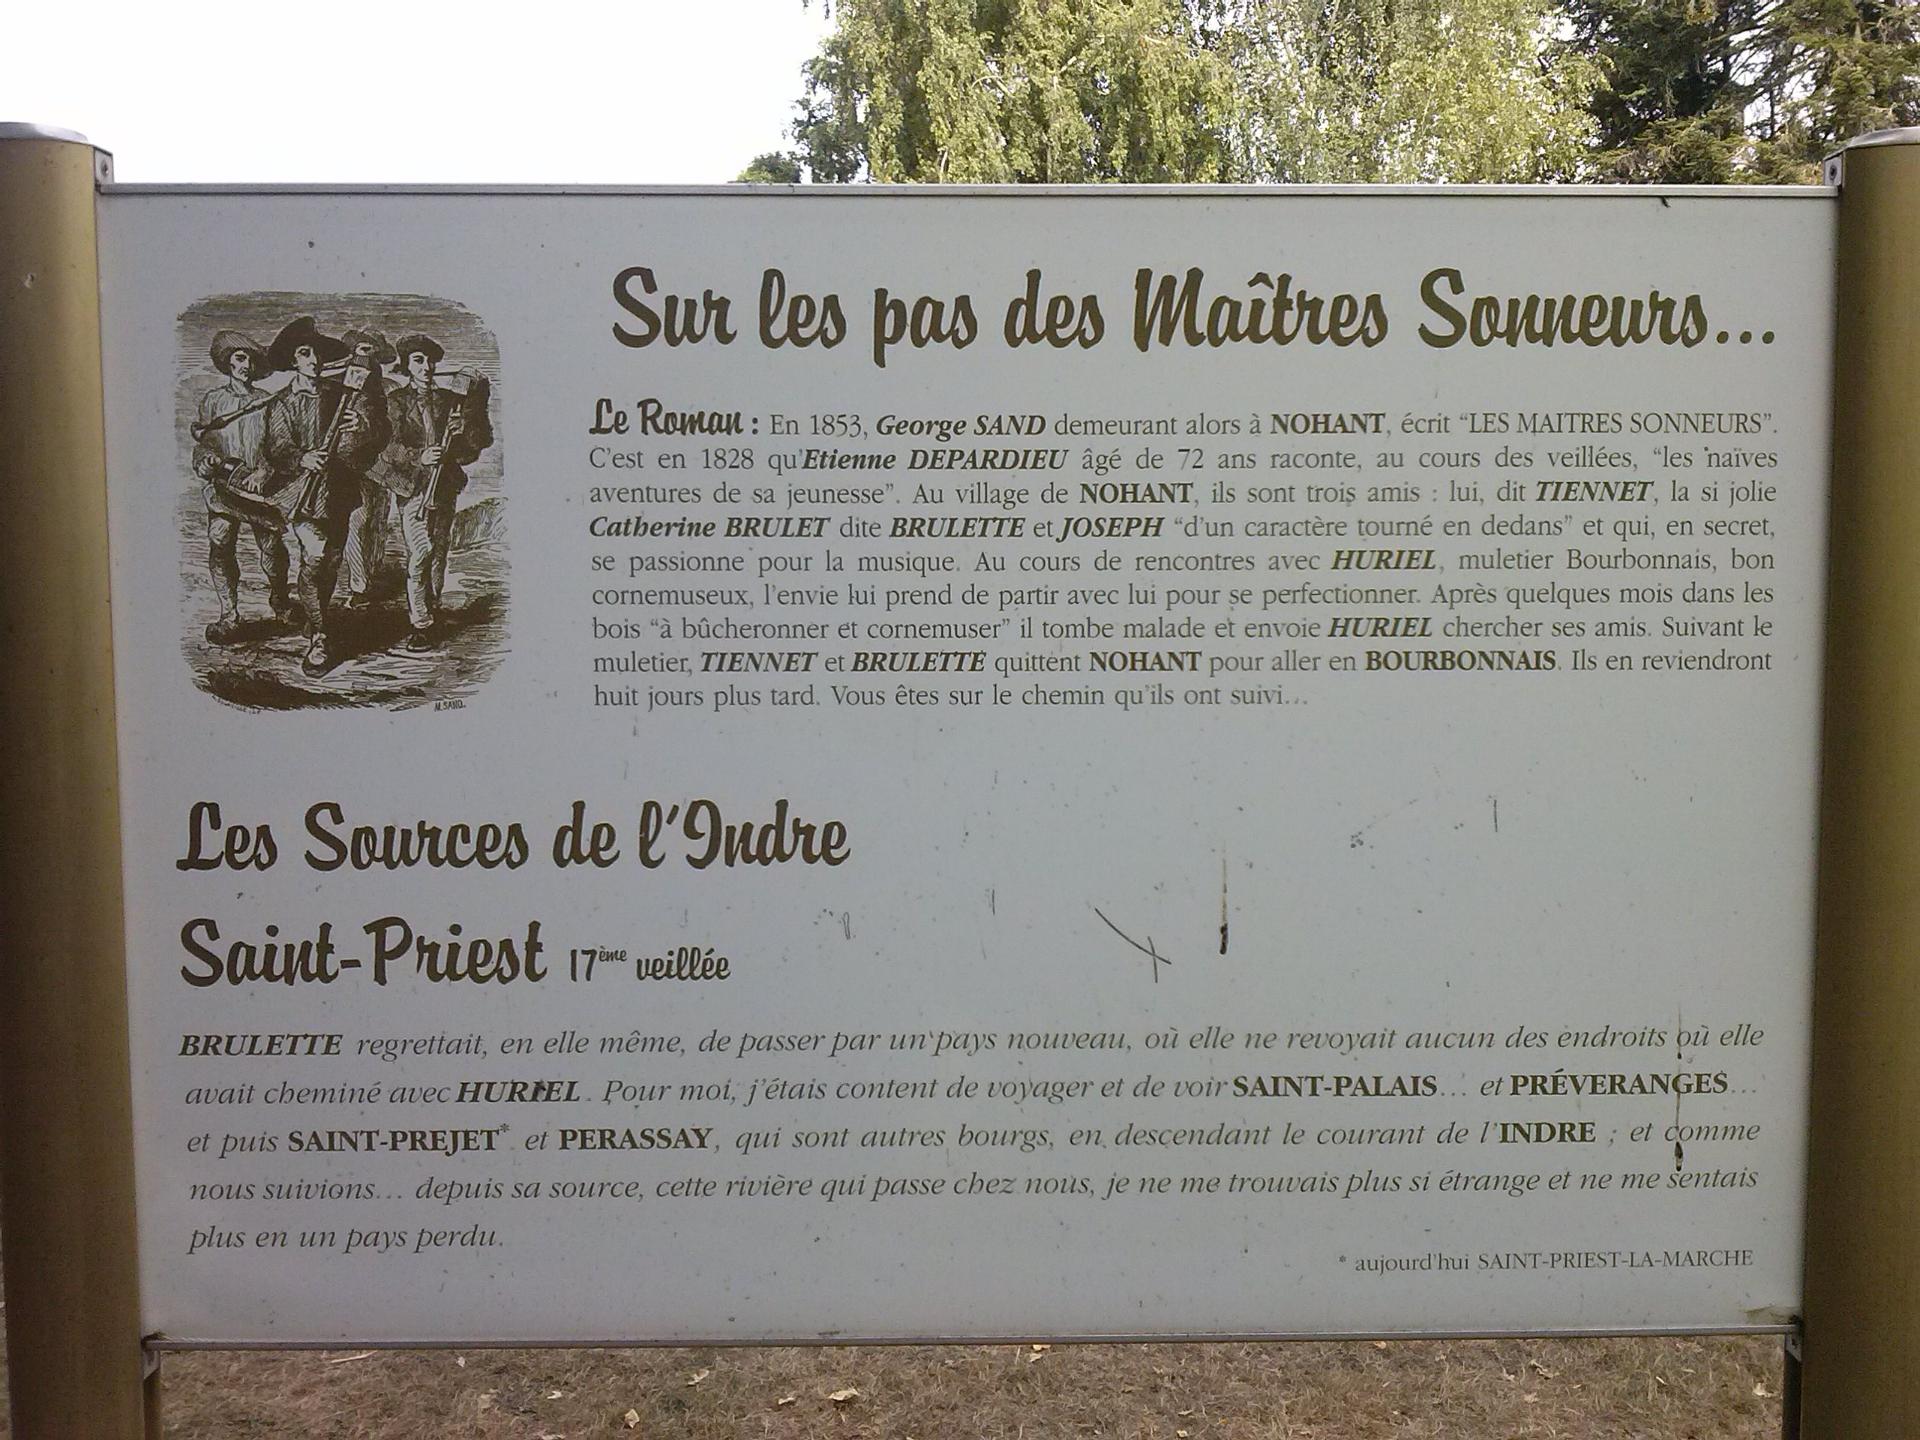 Sur les pas des Maîtres Sonneurs...
Le Roman : En 1853, George SAND demeurant alors à NOHANT, écrit “LES MAITRES SONNEURS”.
C'est en 1828 qu'Etienne DEPARDIEU âgé de 72 ans raconte, au cours des veillées, “les naïves
aventures de sa jeunesse”. Au village de NOHANT, ils sont trois amis : lui, dit TIENNET, la si jolie
Catherine BRULET dite BRULETTE et JOSEPH “d'un caractère tourné en dedans” et qui, en secret,
se passionne pour la musique. Au cours de rencontres avec HURIEL, muletier Bourbonnais, bon
cornemuseux, l'envie lui prend de partir avec lui pour se perfectionner. Après quelques mois dans les
bois “à bûcheronner et cornemuser” il tombe malade et envoie HURIEL chercher ses amis. Suivant le
muletier, TIENNET et BRULETTE quittent NOHANT pour aller en BOURBONNAIS. Ils en reviendront
huit jours plus tard. Vous êtes sur le chemin qu'ils ont suivi...
M. SAND.
Les Sources de l'Indre
Saint-Priest 17ème veillée
BRULETTE regrettait, en elle même, de passer par un pays nouveau, où elle ne revoyait aucun des endroits où elle
avait cheminé avec HURIEL. Pour moi, j'étais content de voyager et de voir SAINT-PALAIS... et PRÉVERANGES...
et puis SAINT-PREJET* et PERASSAY, qui sont autres bourgs, en descendant le courant de l'INDRE ; et comme
nous suivions... depuis sa source, cette rivière qui passe chez nous, je ne me trouvais plus si étrange et ne me sentais
plus en un pays perdu.
* aujourd'hui SAINT-PRIEST-LA-MARCHE